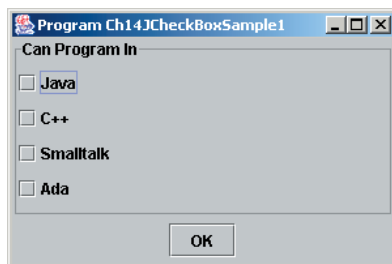 Program Ch14JCheckBoxSample1
Can Program In
Java
C++
Smalltalk
Ada
OK